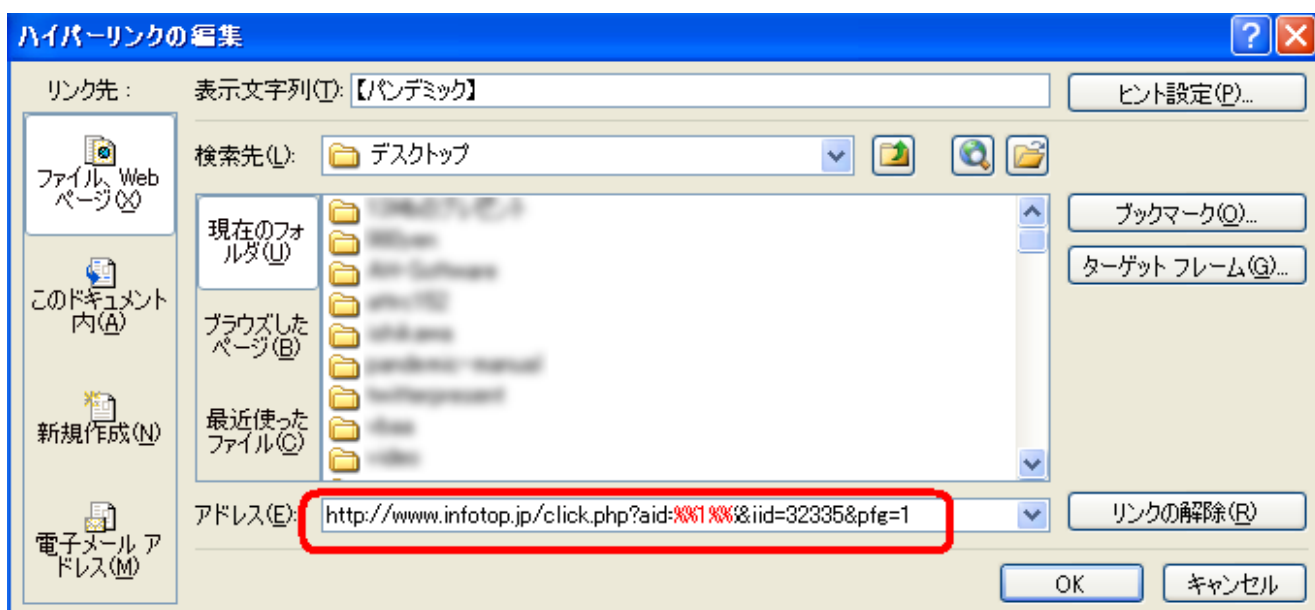 ハイパーリンクの編集
リンク先：
表示文字列(T):
【パンデミック】
ヒント設定(P)...
ファイル、Web
ページ(X)
検索先(L):
デスクトップ
現在のフォ
ルダ(U)
ブックマーク(O)...
ターゲット フレーム(G)...
このドキュメント
内(A)
ブラウズした
ページ(B)
新規作成(N)
最近使った
ファイル(C)
アドレス(E):
http://www.infotop.jp/click.php?aid:%%1%%&iid=32335&pfg=1
リンクの解除(R)
電子メール ア
ドレス(M)
OK
キャンセル